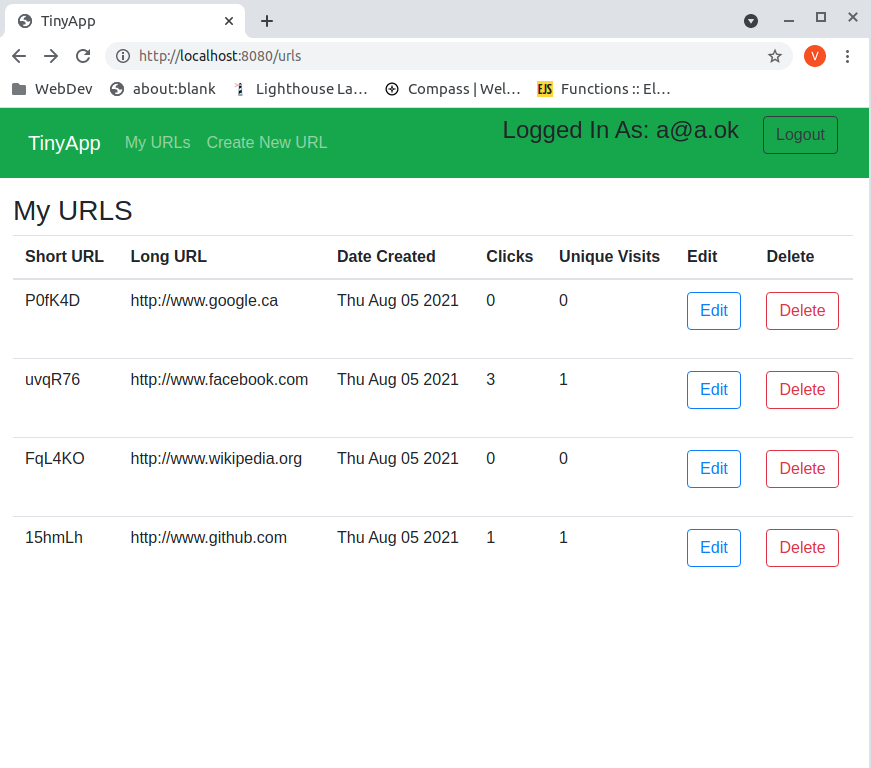 TinyApp
http://localhost:8080/urls
V
WebDev about:blank Lighthouse La… Compass | Wel… EJS Functions :: El…
TinyApp My URLs Create New URL Logged In As: a@a.ok Logout
My URLS
Short URL Long URL Date Created Clicks Unique Visits Edit Delete
P0fK4D http://www.google.ca Thu Aug 05 2021 0 0 Edit Delete
uvqR76 http://www.facebook.com Thu Aug 05 2021 3 1 Edit Delete
FqL4KO http://www.wikipedia.org Thu Aug 05 2021 0 0 Edit Delete
15hmLh http://www.github.com Thu Aug 05 2021 1 1 Edit Delete